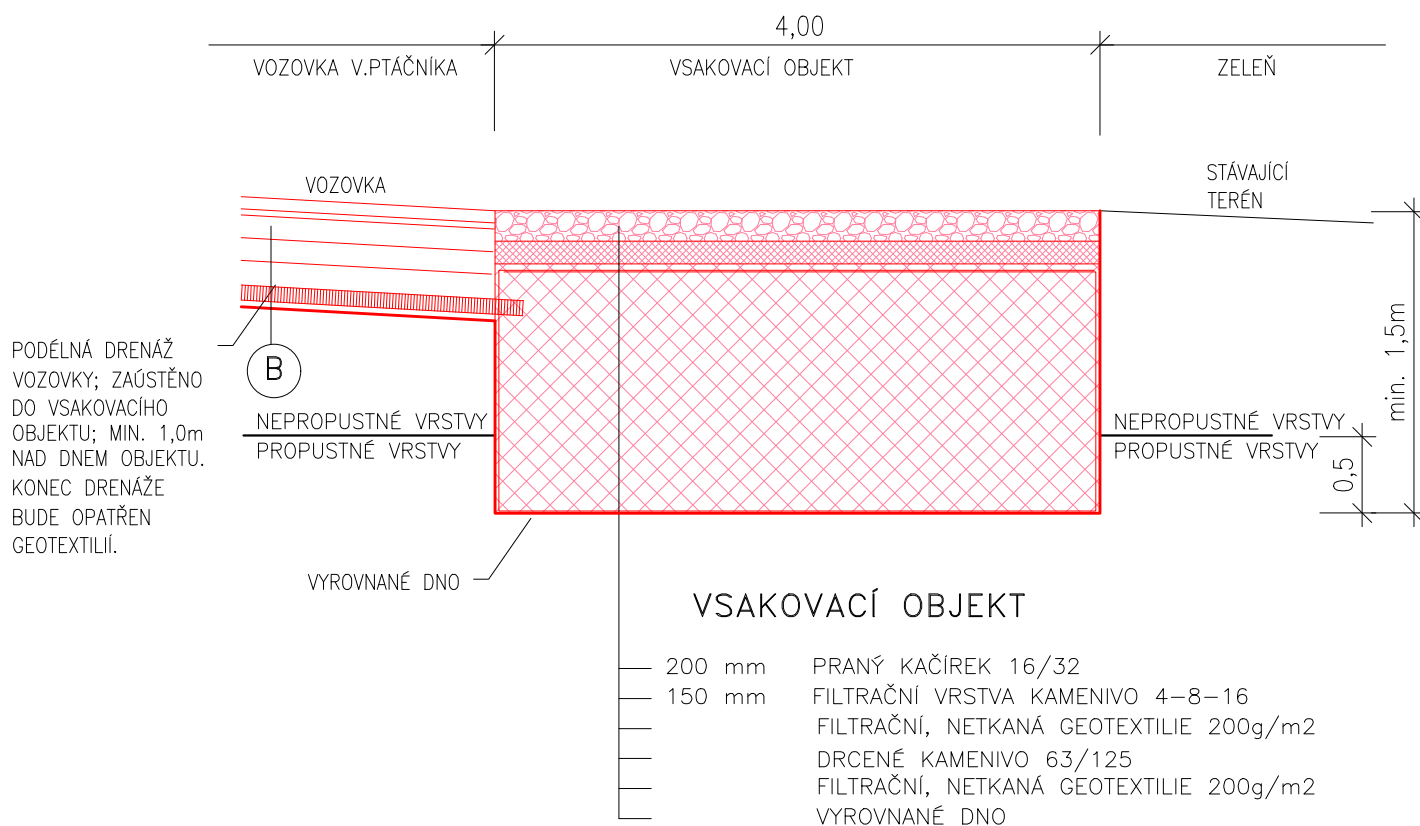 4,00
VOZOVKA V.PTÁČNÍKA
VSAKOVACÍ OBJEKT
ZELEŇ
VOZOVKA
STÁVAJÍCÍ
TERÉN
PODÉLNÁ DRENÁŽ
VOZOVKY; ZAÚSTĚNO
DO VSAKOVACÍHO
OBJEKTU; MIN. 1,0m
NAD DNEM OBJEKTU.
KONEC DRENÁŽE
BUDE OPATŘEN
GEOTEXTILIÍ.
B
NEPROPUSTNÉ VRSTVY
PROPUSTNÉ VRSTVY
NEPROPUSTNÉ VRSTVY
PROPUSTNÉ VRSTVY
0,5
min. 1,5m
VYROVNANÉ DNO
VSAKOVACÍ OBJEKT
200 mm PRANÝ KAČÍREK 16/32
150 mm FILTRAČNÍ VRSTVA KAMENIVO 4-8-16
FILTRAČNÍ, NETKANÁ GEOTEXTILIE 200g/m2
DRCENÉ KAMENIVO 63/125
FILTRAČNÍ, NETKANÁ GEOTEXTILIE 200g/m2
VYROVNANÉ DNO